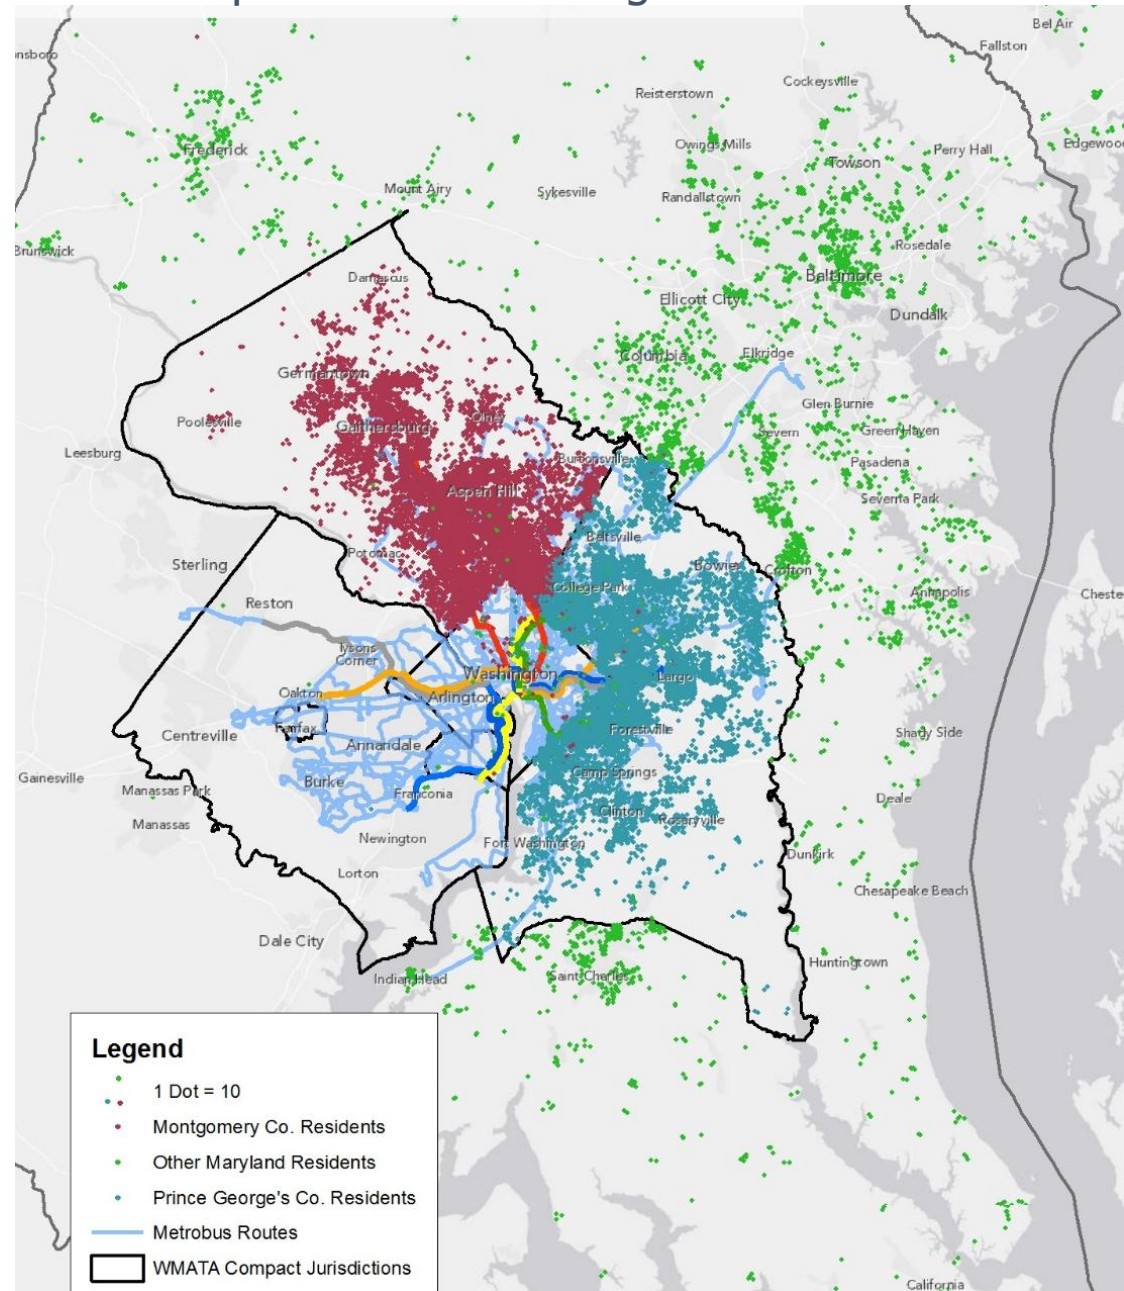 Bel Air
Fallston
Cockeysville
Reisterstown
Edgewood
Owings Mills
Perry Hall
Frederick
Towson
Mount Airy
Sykesville
Randallstown
Brunswick
Rosedale
Damascus
Baltimore
Ellicott City
Dundalk
Columbia
Elkridge
Germantown
Glen Burnie
Poolesville
Olney
Gaithersburg
Severn
Green Haven
Leesburg
Burtonsville
Pasadena
Aspen Hill
Severna Park
Beltsville
Potomac
Sterling
Bowie
Crofton
College Park
Annapolis
Reston
Cheste
Tysons
Corner
Washington
Largo
Oakton
Arlington
Fairfax
Forestville
Shady Side
Centreville
Annandale
Camp Springs
Gainesville
Burke
Manassas Park
Franconia
Deale
Clinton
Rosaryville
Manassas
Newington
Fort Washington
Dunkirk
Lorton
Chesapeake Beach
Dale City
Huntingtown
Indian Head
Saint Charles
Legend
1 Dot = 10
Montgomery Co. Residents
Other Maryland Residents
Prince George's Co. Residents
Metrobus Routes
WMATA Compact Jurisdictions
California